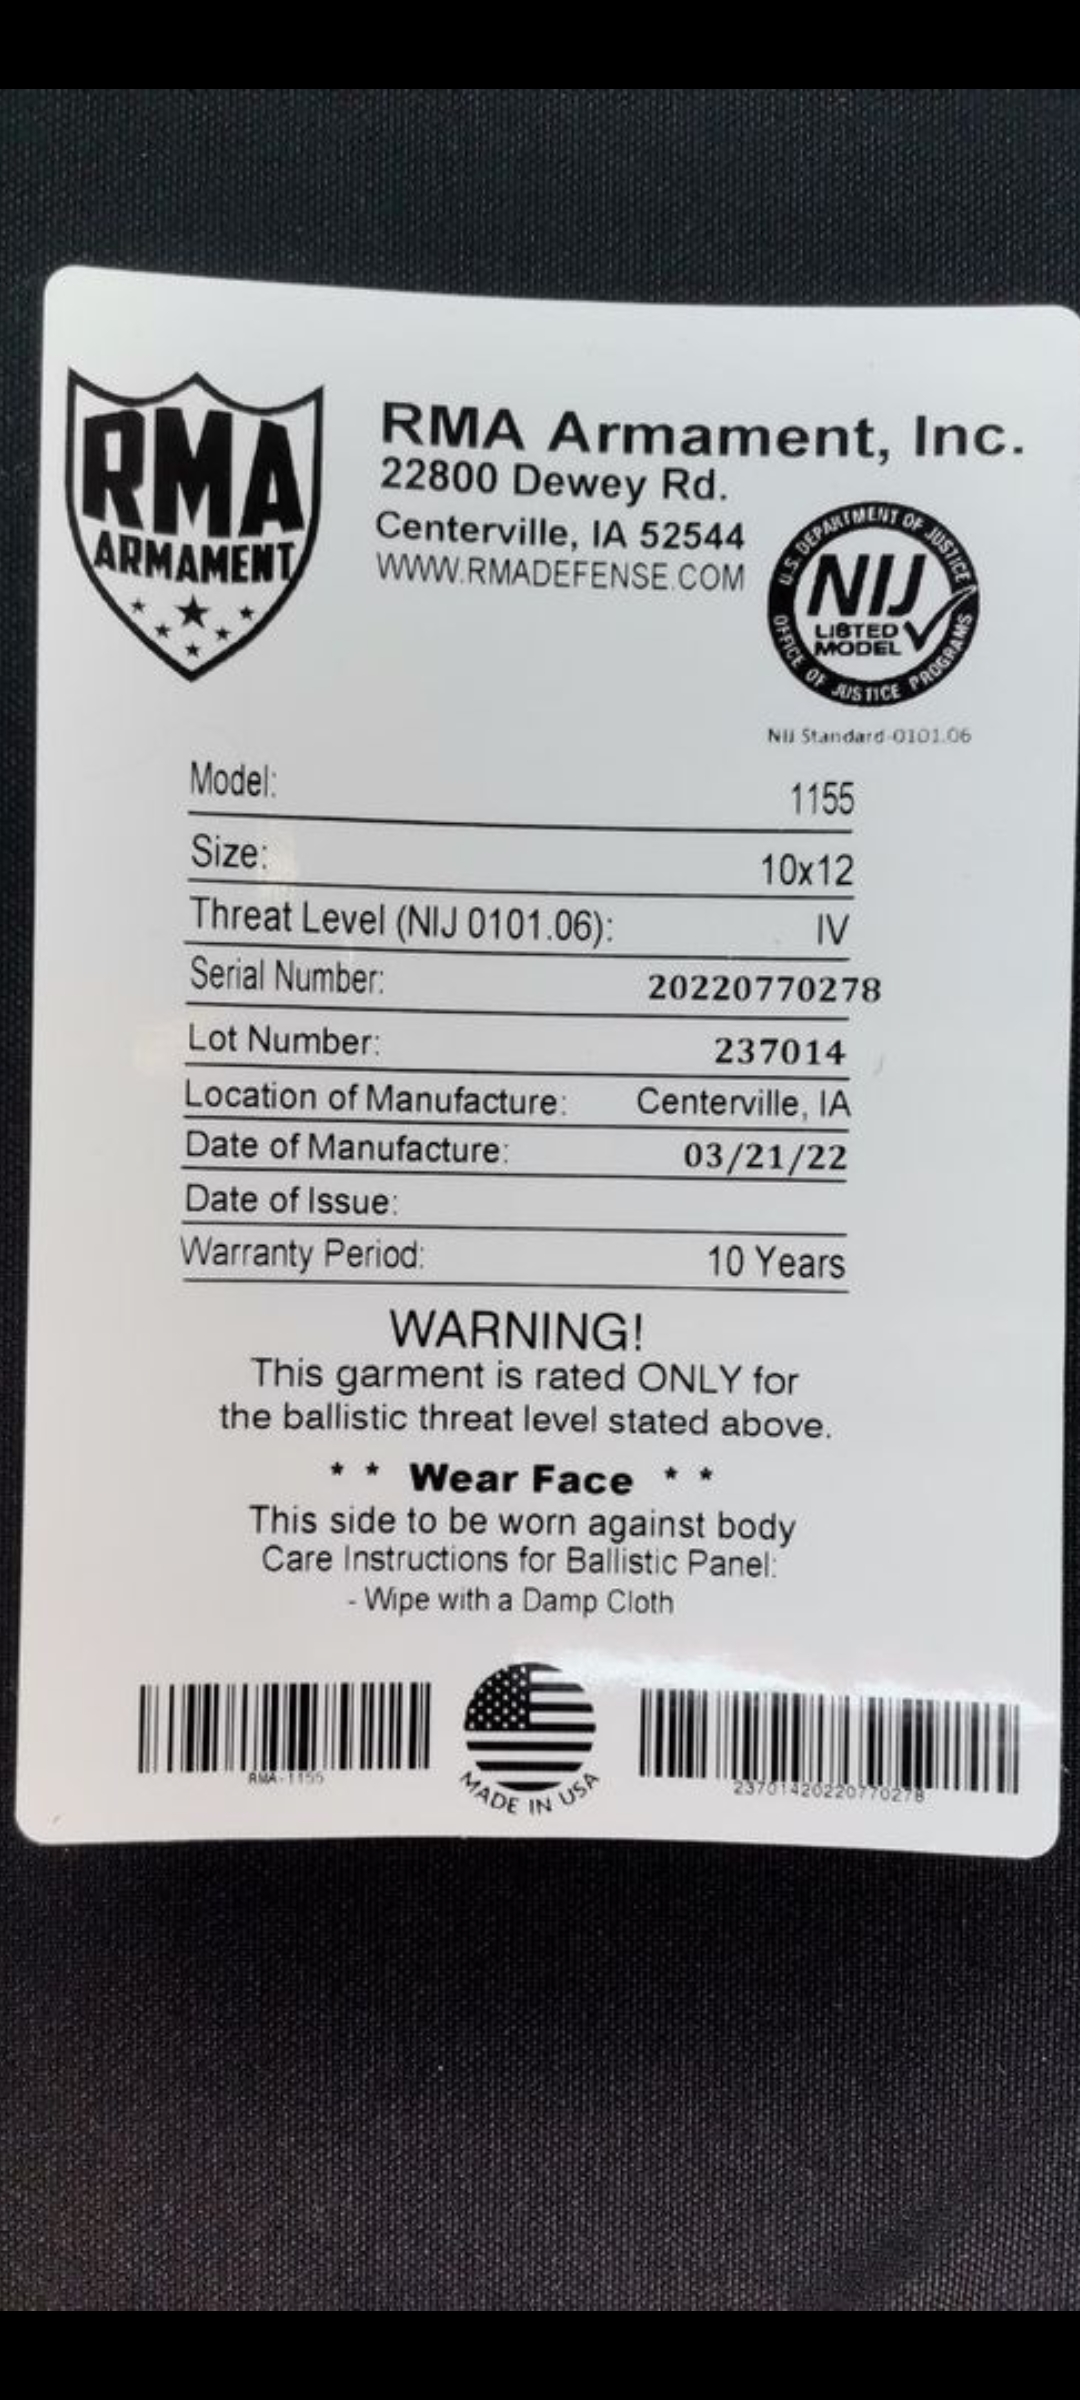 RMA
ARMAMENT
RMA Armament, Inc.
22800 Dewey Rd.
Centerville, IA 52544
WWW.RMADEFENSE.COM
U.S. DEPARTMENT OF JUSTICE
NIJ
LISTED
MODEL
OFFICE OF JUSTICE PROGRAMS
NIJ Standard-0101.06
Model: 1155
Size: 10x12
Threat Level (NIJ 0101.06): IV
Serial Number: 20220770278
Lot Number: 237014
Location of Manufacture: Centerville, IA
Date of Manufacture: 03/21/22
Date of Issue:
Warranty Period: 10 Years
WARNING!
This garment is rated ONLY for
the ballistic threat level stated above.
* * Wear Face * *
This side to be worn against body
Care Instructions for Ballistic Panel:
- Wipe with a Damp Cloth
RMA-1155
MADE IN USA
23701420220770278